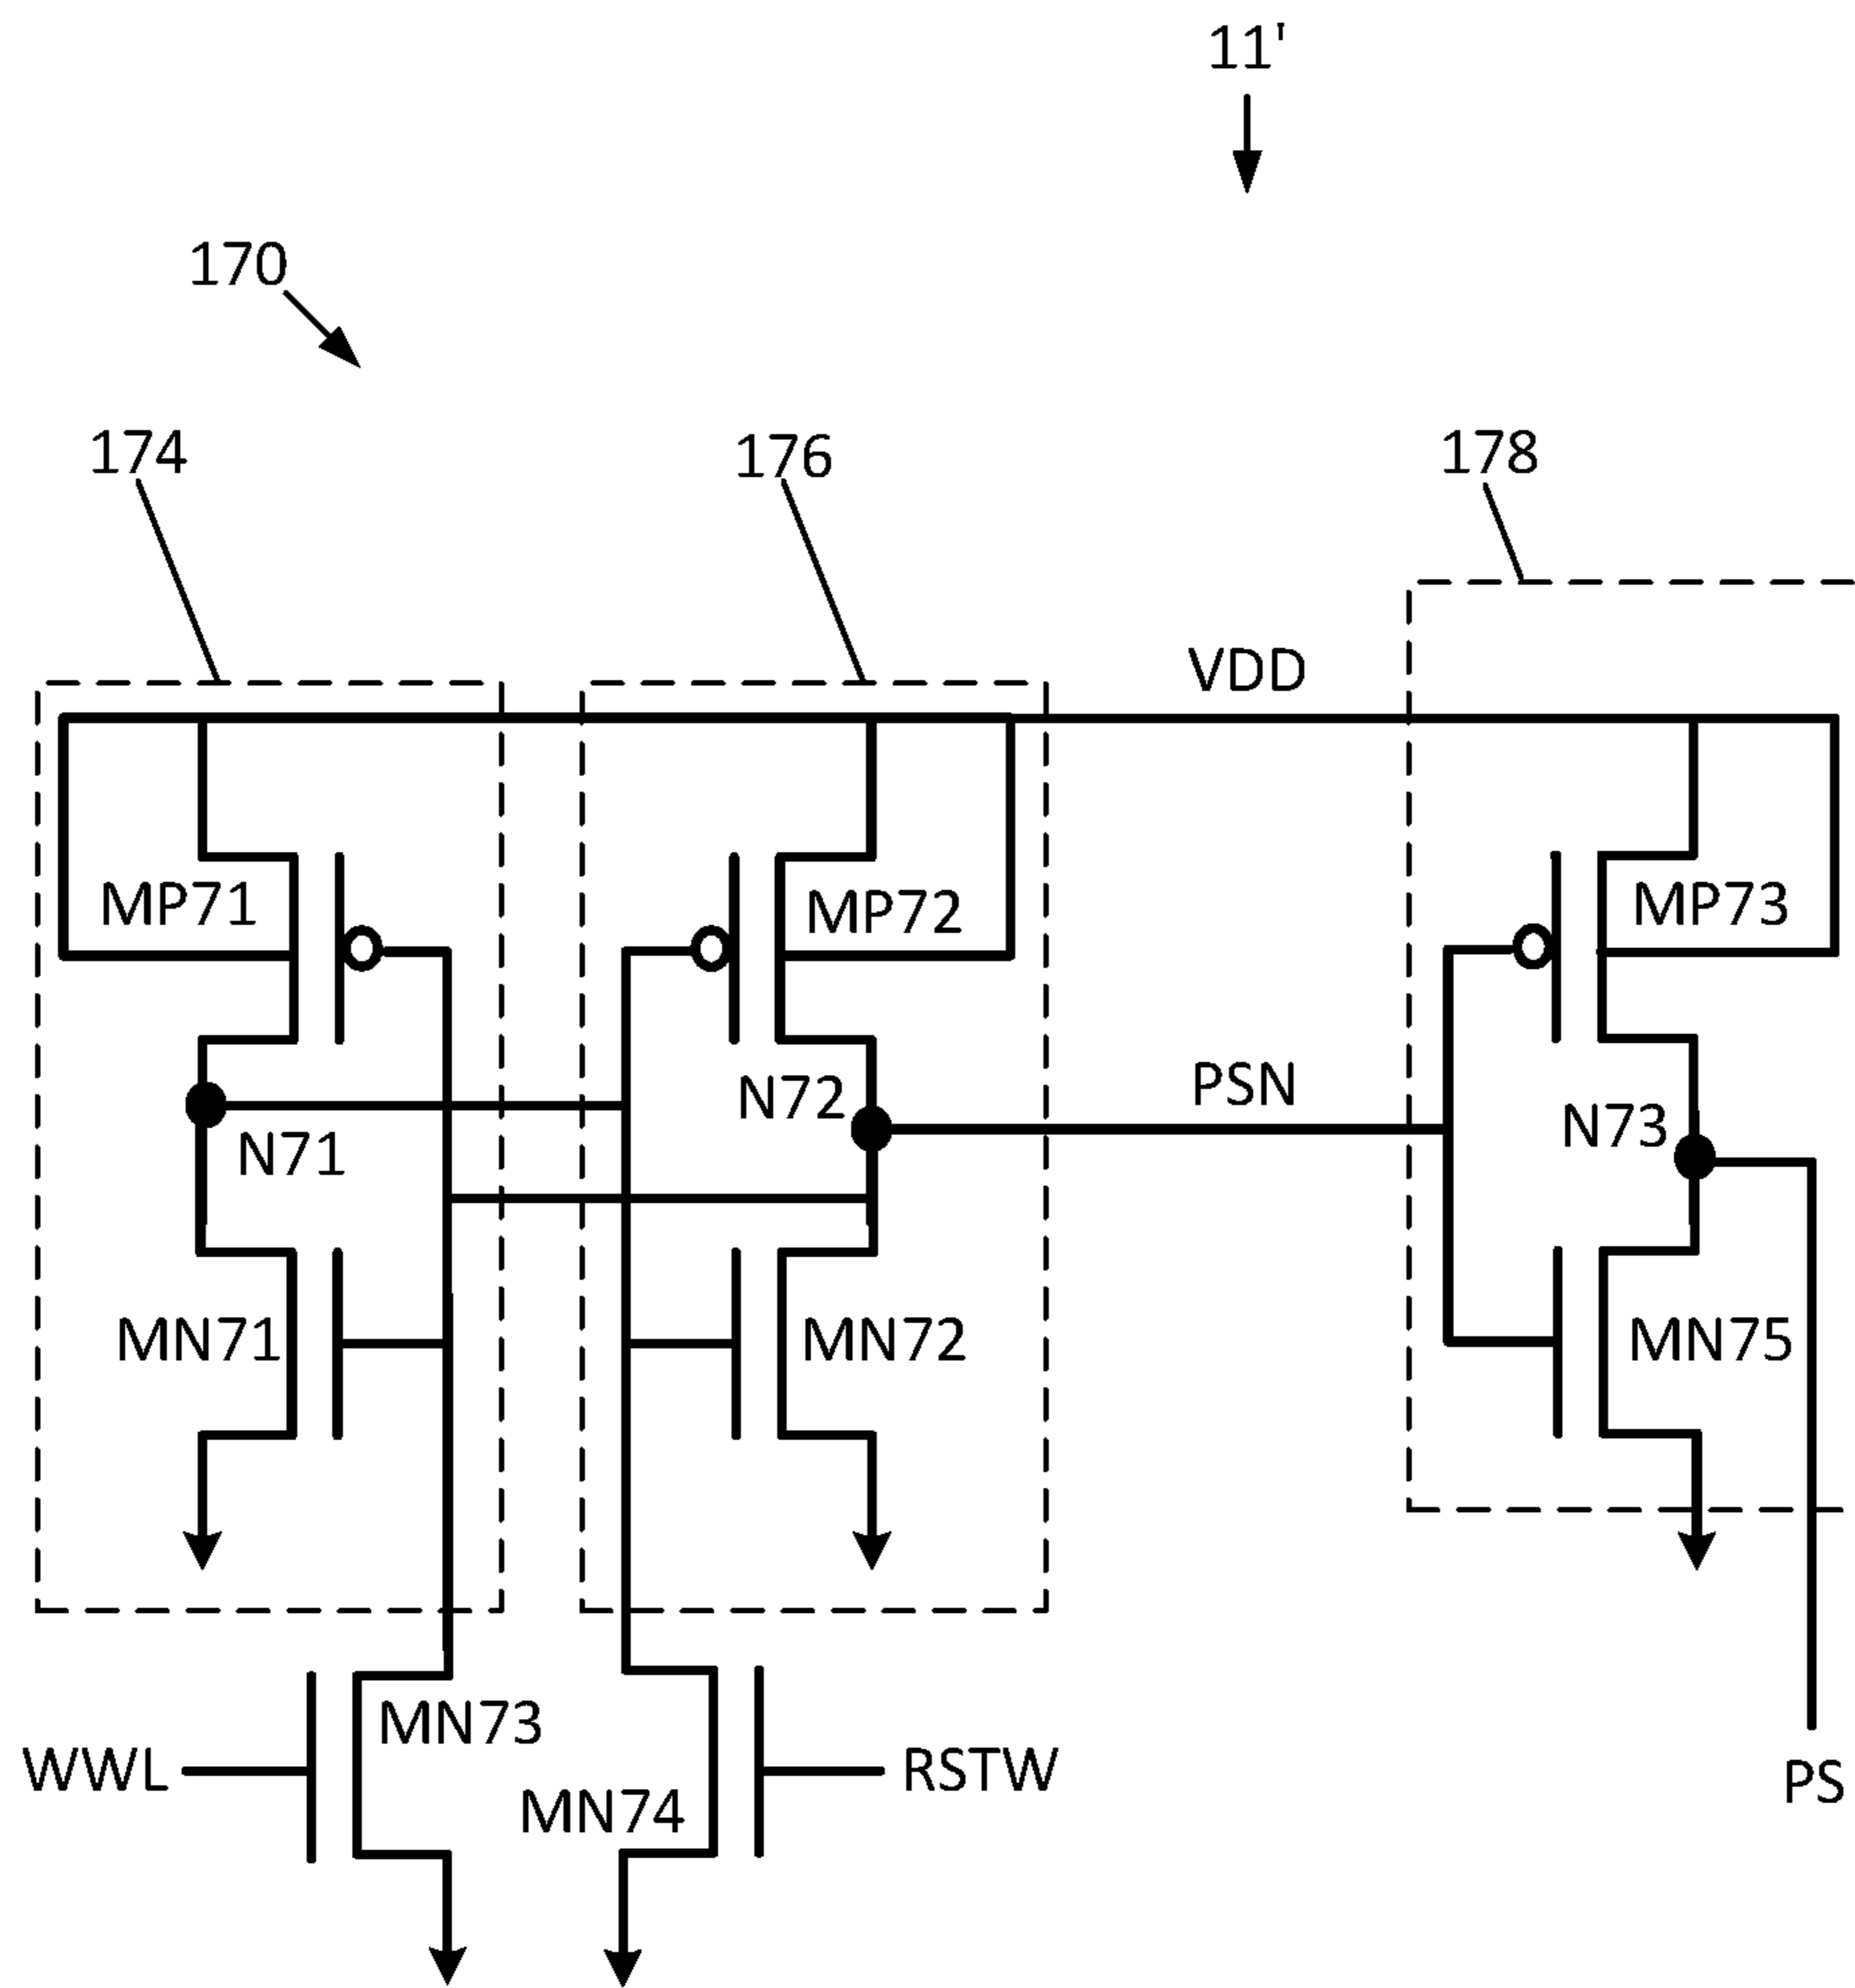 11'
170
174
176
178
VDD
MP71
MP72
MP73
PSN
N72
N73
N71
MN71
MN72
MN75
MN73
WWL
RSTW
MN74
PS